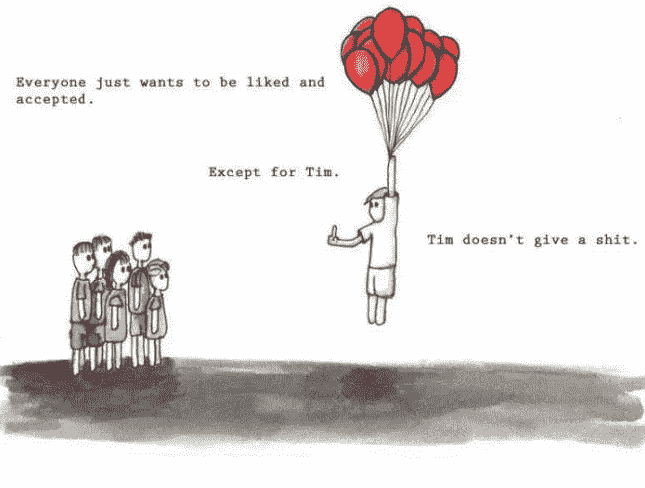 Everyone just wants to be liked and
accepted.
Except for Tim.
Tim doesn't give a shit.